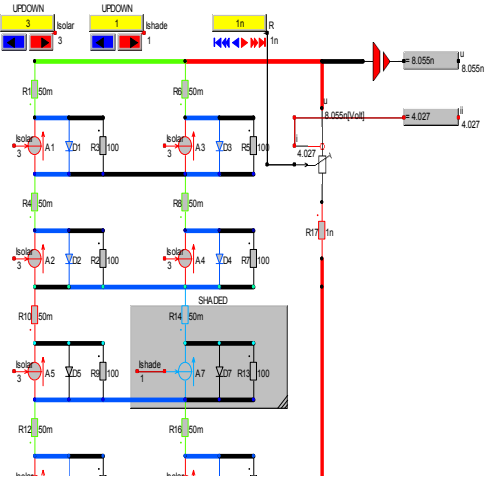 UPDOWN UPDOWN
3 Isolar 1 Ishade 1n R
3 1 1n
= 8.055n u
8.055n
R1 50m R6 50m
u
8.055n[Volt]
= 4.027 ii
4.027
Isolar A1 D1 R3 100 Isolar A3 D3 R5 100
3 3
i
4.027
R4 50m R8 50m
R17 1n
Isolar A2 D2 R2 100 Isolar A4 D4 R7 100
3 3
SHADED
R10 50m R14 50m
Isolar A5 D5 R9 100 Ishade A7 D7 R13 100
3 1
R12 50m R16 50m